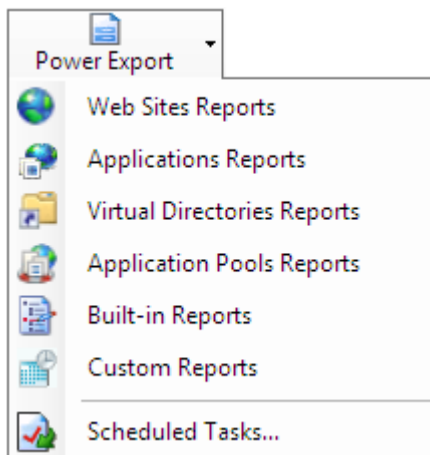 Power Export
Web Sites Reports
Applications Reports
Virtual Directories Reports
Application Pools Reports
Built-in Reports
Custom Reports
Scheduled Tasks...